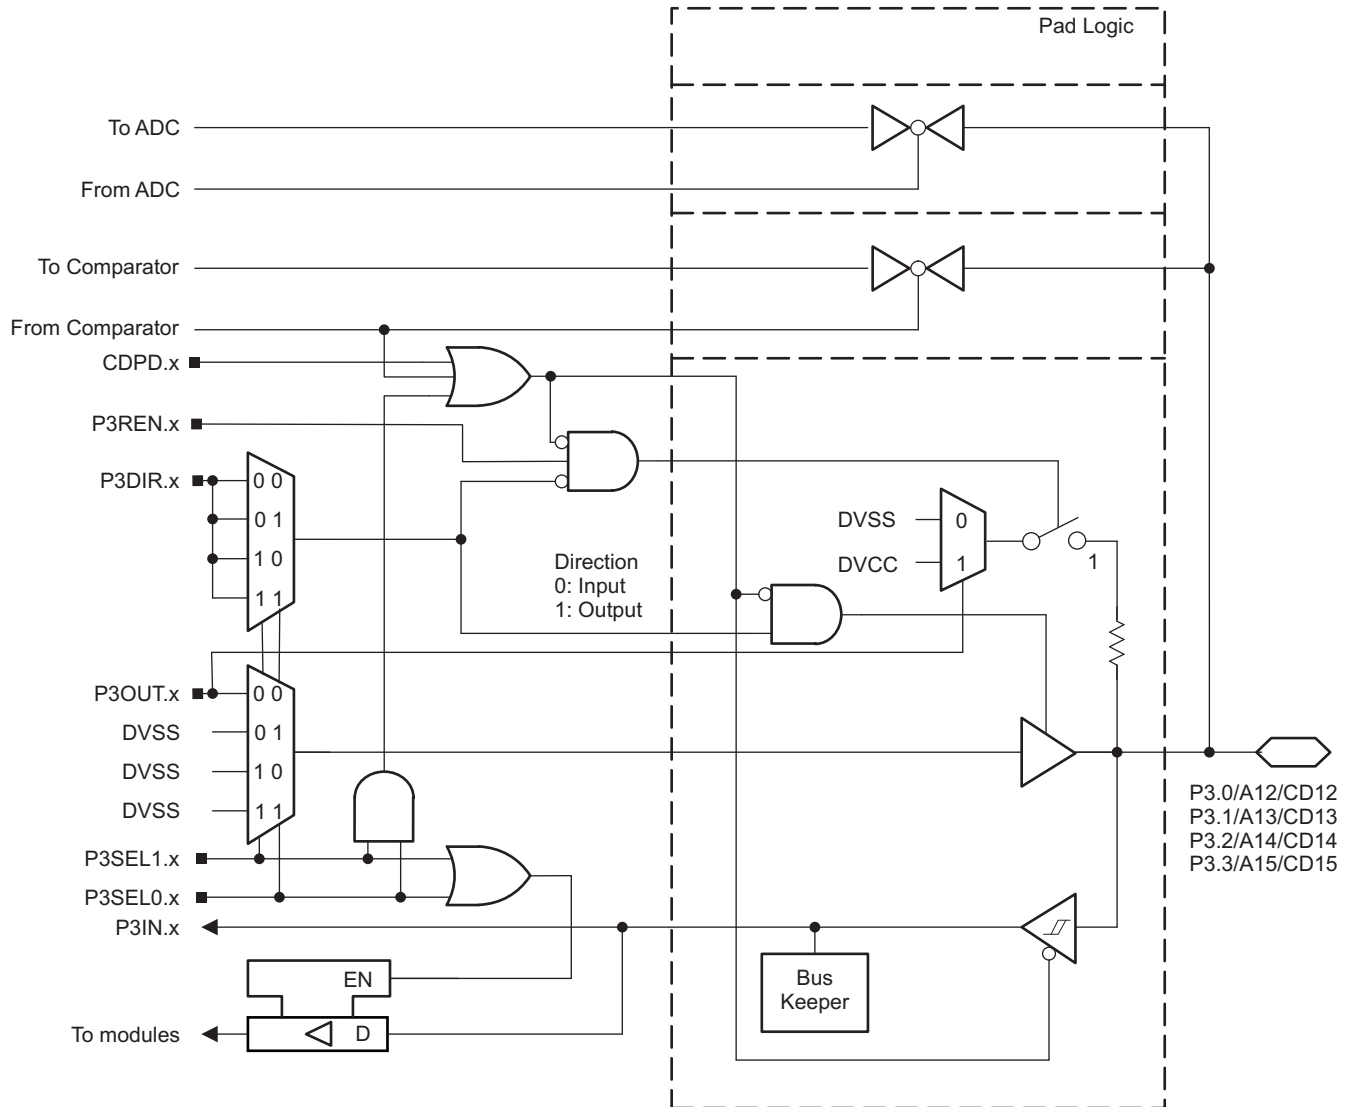 Pad Logic
To ADC
From ADC
To Comparator
From Comparator
CDPD.x
P3REN.x
P3DIR.x
0 0
0 1
1 0
1 1
Direction
0: Input
1: Output
DVSS
0
DVCC
1
1
P3OUT.x
0 0
DVSS
0 1
DVSS
1 0
DVSS
1 1
P3.0/A12/CD12
P3.1/A13/CD13
P3.2/A14/CD14
P3.3/A15/CD15
P3SEL1.x
P3SEL0.x
P3IN.x
EN
Bus
Keeper
To modules
D